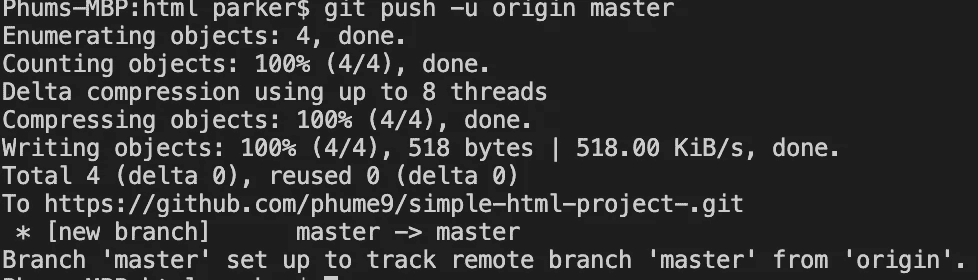 Phums-MBP:html parker$ git push -u origin master
Enumerating objects: 4, done.
Counting objects: 100% (4/4), done.
Delta compression using up to 8 threads
Compressing objects: 100% (4/4), done.
Writing objects: 100% (4/4), 518 bytes | 518.00 KiB/s, done.
Total 4 (delta 0), reused 0 (delta 0)
To https://github.com/phume9/simple-html-project-.git
 * [new branch]      master -> master
Branch 'master' set up to track remote branch 'master' from 'origin'.